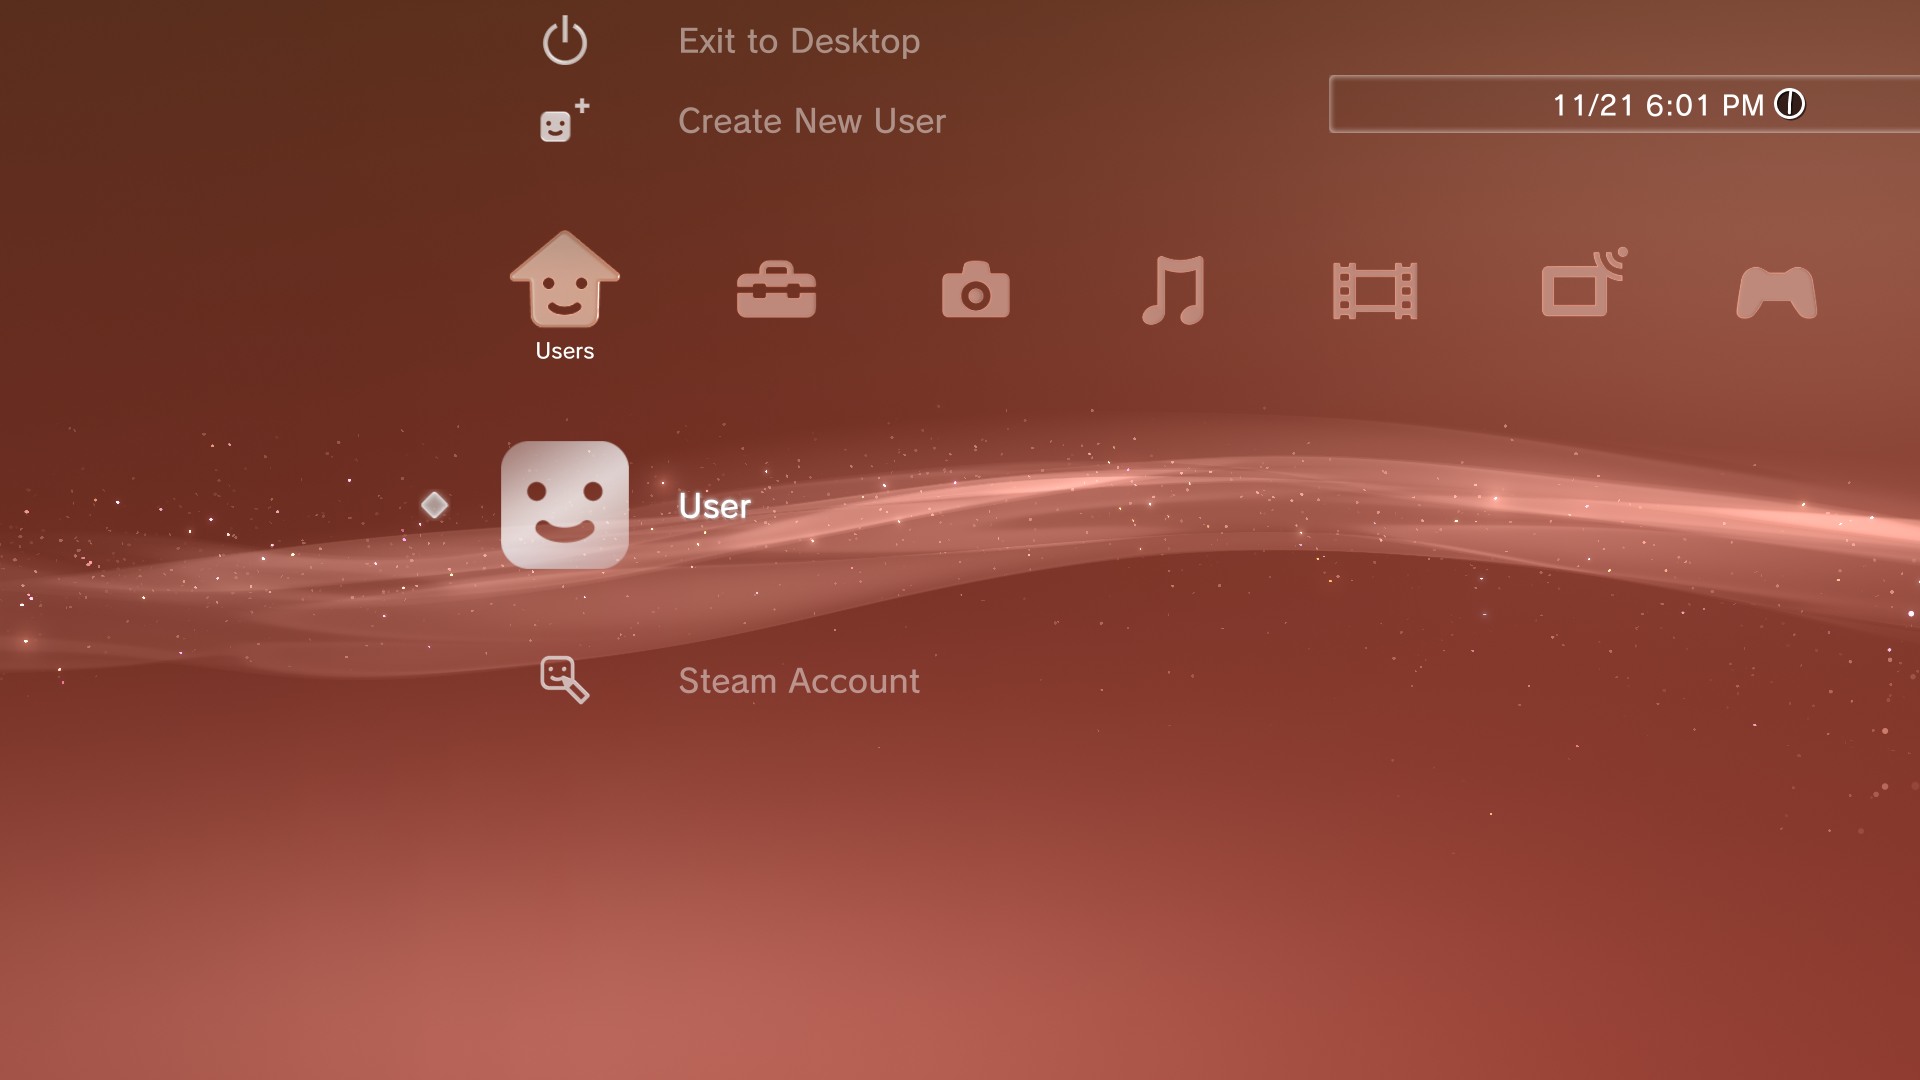 Exit to Desktop
Create New User
11/21 6:01 PM
Users
User
Steam Account